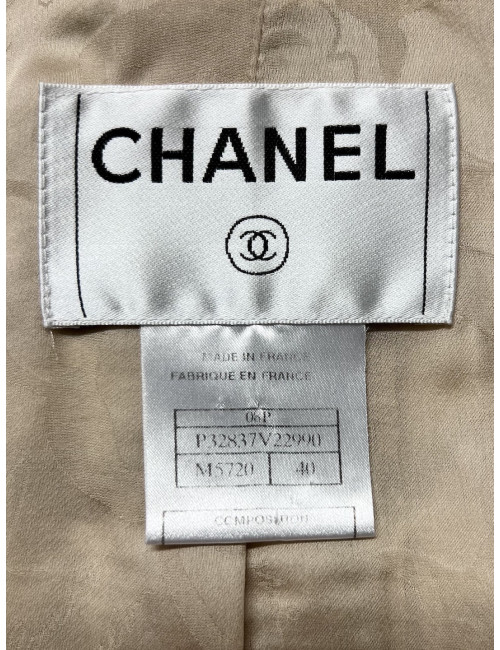 CHANEL
MADE IN FRANCE
FABRIQUE EN FRANCE
06P
P32837V22990
M5720 40
COMPOSITION